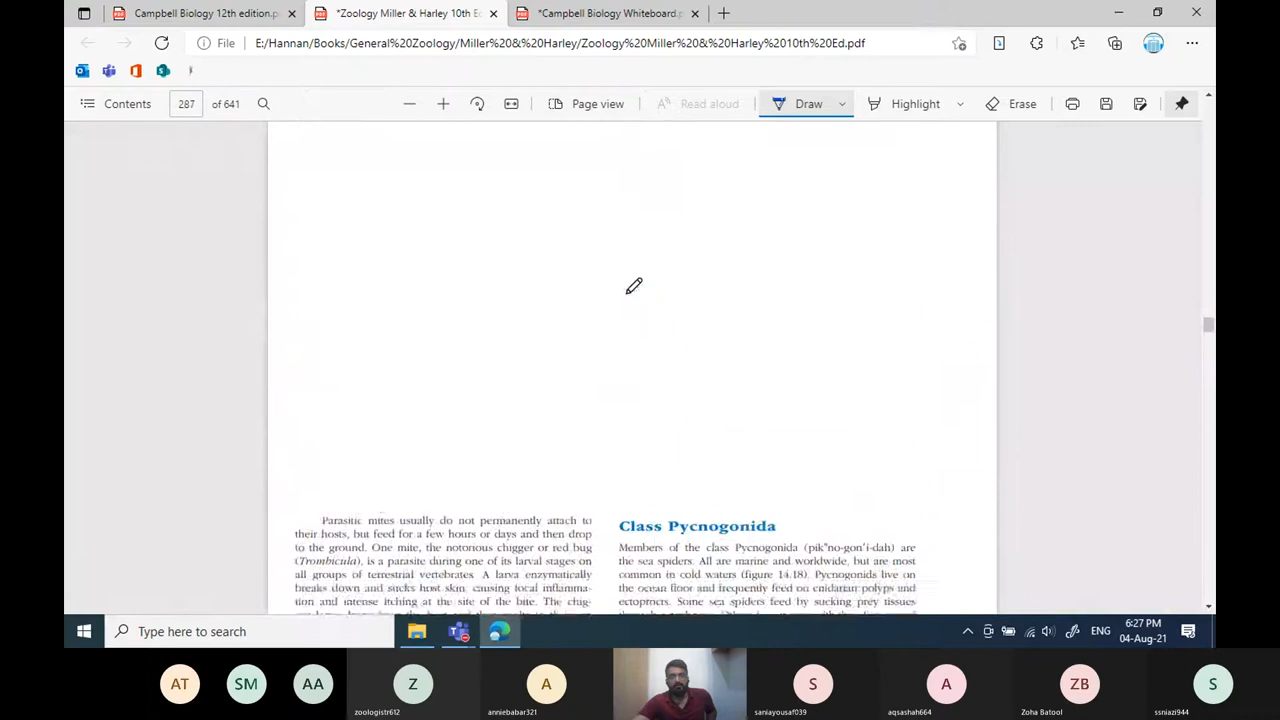 Campbell Biology 12th edition.p
*Zoology Miller & Harley 10th Ed
*Campbell Biology Whiteboard.p
File
E:/Hannan/Books/General%20Zoology/Miller%20&%20Harley/Zoology%20Miller%20&%20Harley%2010th%20Ed.pdf
Contents
287
of 641
Page view
Read aloud
Draw
Highlight
Erase
Parasitic mites usually do not permanently attach to
their hosts, but feed for a few hours or days and then drop
to the ground. One mite, the notorious chigger or red bug
(Trombicula), is a parasite during one of its larval stages on
all groups of terrestrial vertebrates. A larva enzymatically
breaks down and sucks host skin, causing local inflamma-
tion and intense itching at the site of the bite. The chig-
Class Pycnogonida
Members of the class Pycnogonida (pik″no-gon′i-dah) are
the sea spiders. All are marine and worldwide, but are most
common in cold waters (figure 14.18). Pycnogonids live on
the ocean floor and frequently feed on cnidarian polyps and
ectoprocts. Some sea spiders feed by sucking prey tissues
Type here to search
ENG
6:27 PM
04-Aug-21
AT
SM
AA
Z
zoologistr612
A
anniebabar321
S
saniayousaf039
A
aqsashah664
ZB
Zoha Batool
S
ssniazi944